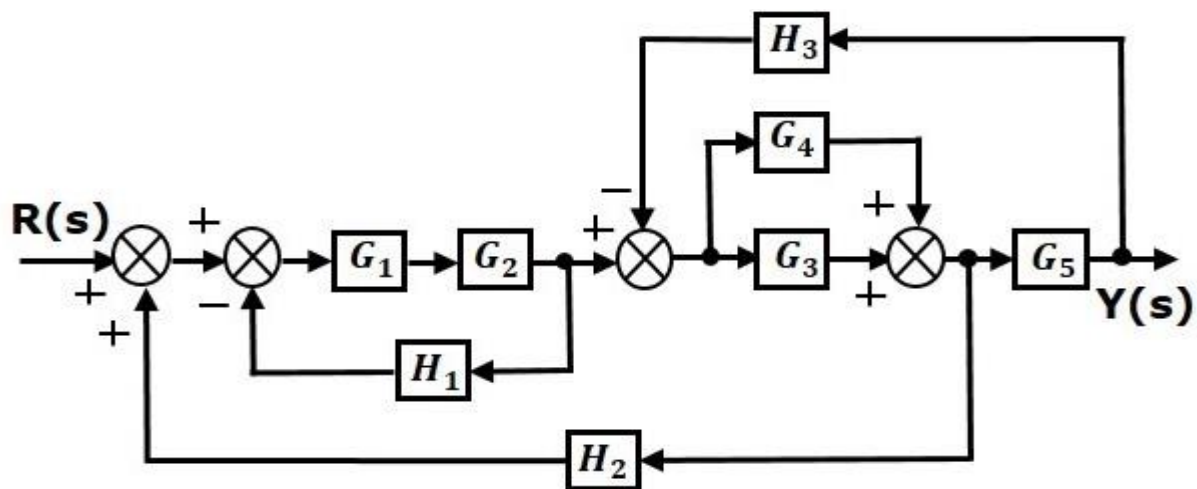 H₃
G₄
−
R(s) + + + +
G₁ G₂ G₃ G₅
+ − + Y(s)
+
H₁
H₂